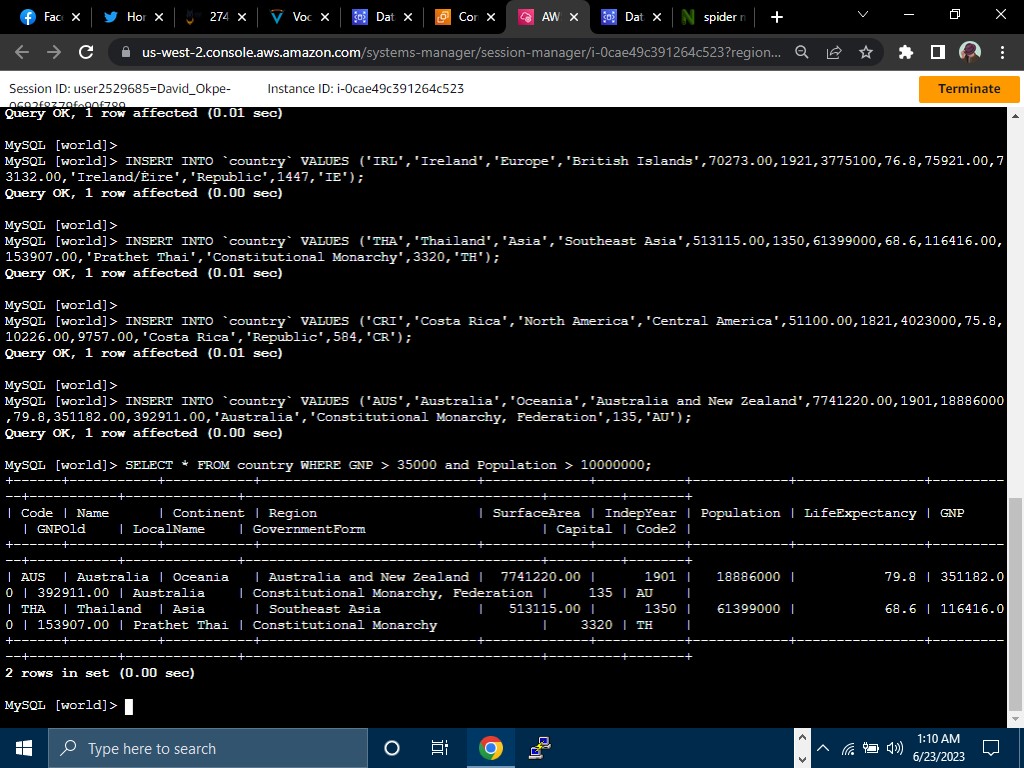 Fac
Hor
274
Voc
Dat
Cor
AW
Dat
spider n
us-west-2.console.aws.amazon.com/systems-manager/session-manager/i-0cae49c391264c523?region...
Session ID: user2529685=David_Okpe-
0692f8379fe90f789
Instance ID: i-0cae49c391264c523
Terminate
Query OK, 1 row affected (0.01 sec)
MySQL [world]>
MySQL [world]> INSERT INTO `country` VALUES ('IRL','Ireland','Europe','British Islands',70273.00,1921,3775100,76.8,75921.00,7
3132.00,'Ireland/Éire','Republic',1447,'IE');
Query OK, 1 row affected (0.00 sec)
MySQL [world]>
MySQL [world]> INSERT INTO `country` VALUES ('THA','Thailand','Asia','Southeast Asia',513115.00,1350,61399000,68.6,116416.00,
153907.00,'Prathet Thai','Constitutional Monarchy',3320,'TH');
Query OK, 1 row affected (0.01 sec)
MySQL [world]>
MySQL [world]> INSERT INTO `country` VALUES ('CRI','Costa Rica','North America','Central America',51100.00,1821,4023000,75.8,
10226.00,9757.00,'Costa Rica','Republic',584,'CR');
Query OK, 1 row affected (0.01 sec)
MySQL [world]>
MySQL [world]> INSERT INTO `country` VALUES ('AUS','Australia','Oceania','Australia and New Zealand',7741220.00,1901,18886000
,79.8,351182.00,392911.00,'Australia','Constitutional Monarchy, Federation',135,'AU');
Query OK, 1 row affected (0.00 sec)
MySQL [world]> SELECT * FROM country WHERE GNP > 35000 and Population > 10000000;
| Code | Name | Continent | Region | SurfaceArea | IndepYear | Population | LifeExpectancy | GNP
| GNPOld | LocalName | GovernmentForm | Capital | Code2 |
| AUS | Australia | Oceania | Australia and New Zealand | 7741220.00 | 1901 | 18886000 | 79.8 | 351182.0
0 | 392911.00 | Australia | Constitutional Monarchy, Federation | 135 | AU |
| THA | Thailand | Asia | Southeast Asia | 513115.00 | 1350 | 61399000 | 68.6 | 116416.0
0 | 153907.00 | Prathet Thai | Constitutional Monarchy | 3320 | TH |
2 rows in set (0.00 sec)
MySQL [world]>
Type here to search
1:10 AM
6/23/2023